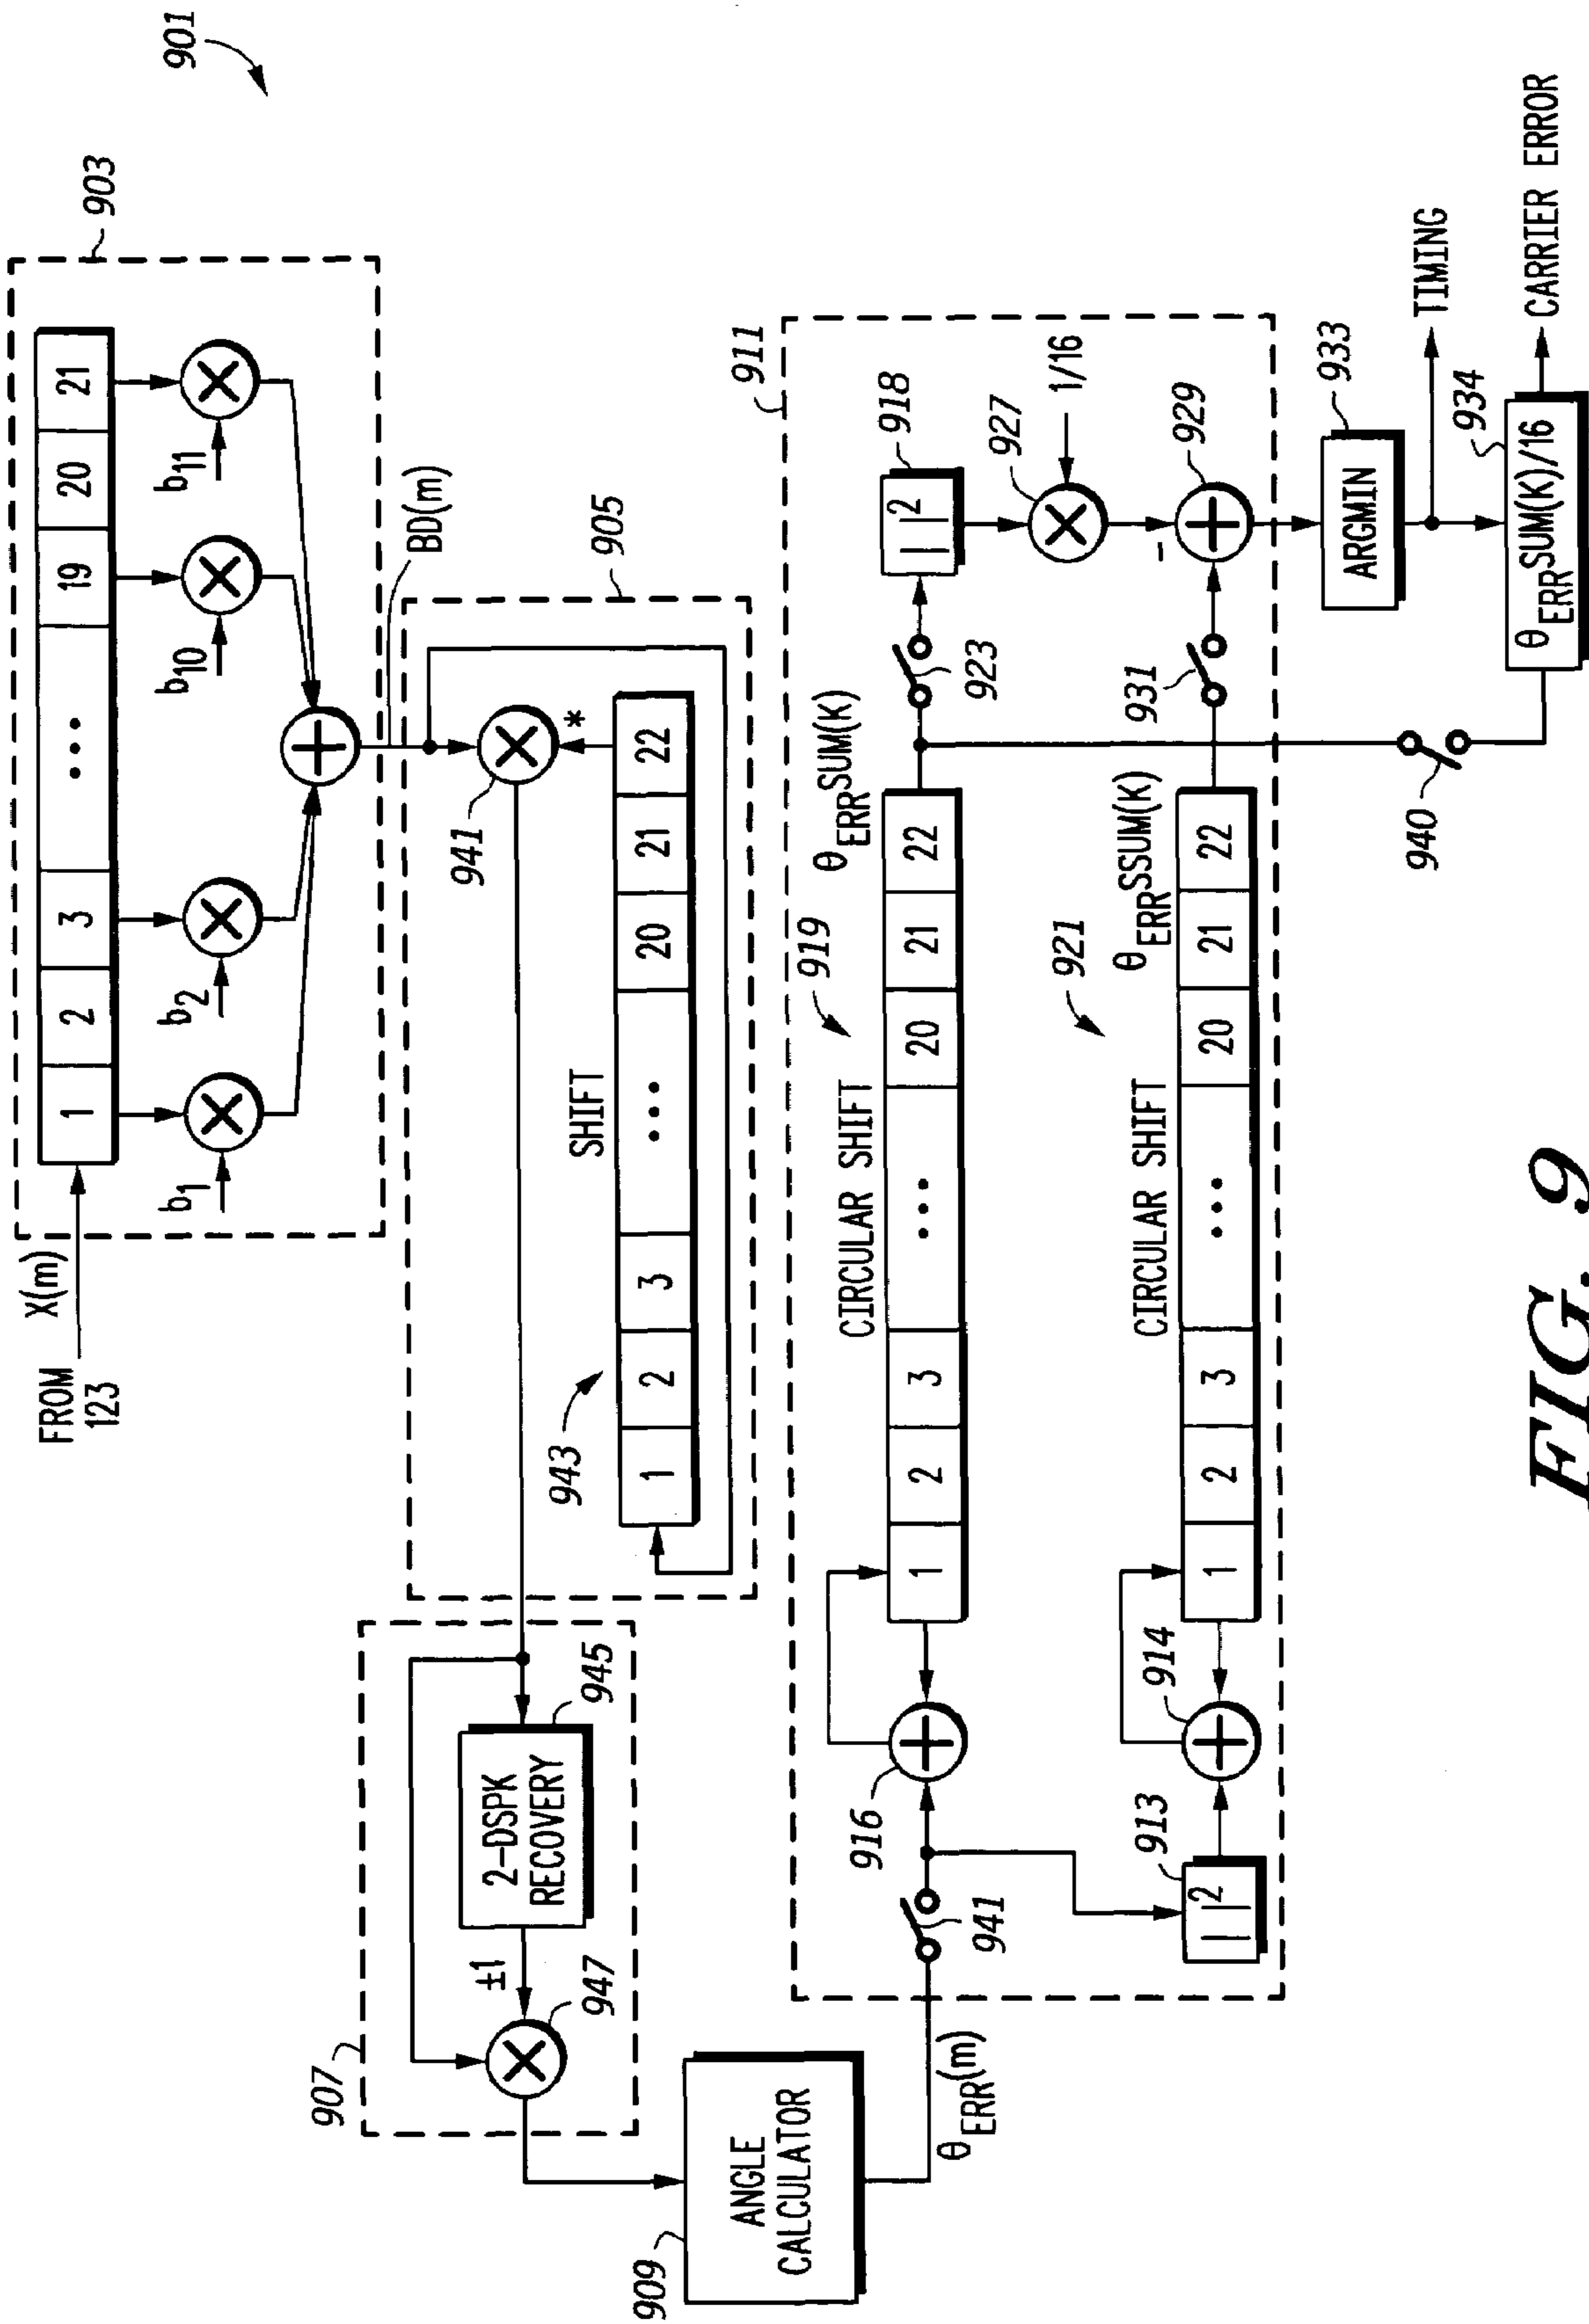 901
903
FROM 123
X(m)
1 2 3 ... 19 20 21
b1 b2 b10 b11
BD(m)
905
941
*
943
SHIFT
1 2 3 ... 20 21 22
907
945
2-DSPK
RECOVERY
±1
947
909
ANGLE
CALCULATOR
θERR(m)
911
941
916
919
CIRCULAR SHIFT
1 2 3 ... 20 21 22
θERRSUM(K)
923
918
| |2
927
1/16
913
| |2
914
921
CIRCULAR SHIFT
1 2 3 ... 20 21 22
θERRSSUM(K)
931
929
-
940
933
ARGMIN
TIMING
934
θERRSUM(K)/16
CARRIER ERROR
FIG. 9